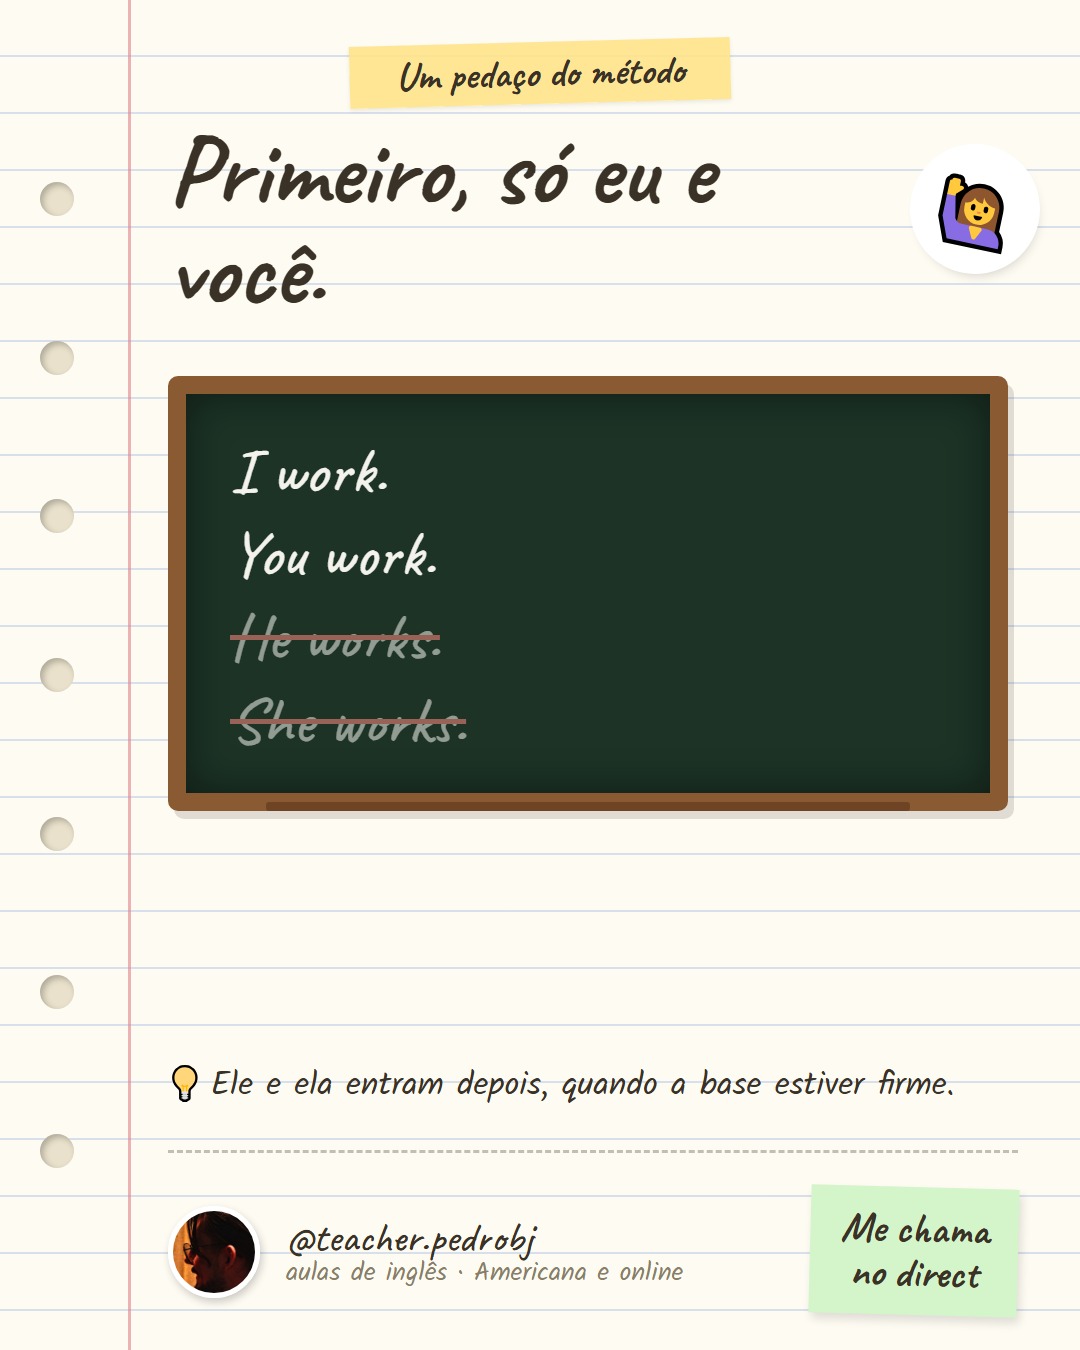 Um pedaço do método
Primeiro, só eu e
você.
I work.
You work.
He works.
She works.
Ele e ela entram depois, quando a base estiver firme.
@teacher.pedrobj
aulas de inglês · Americana e online
Me chama
no direct